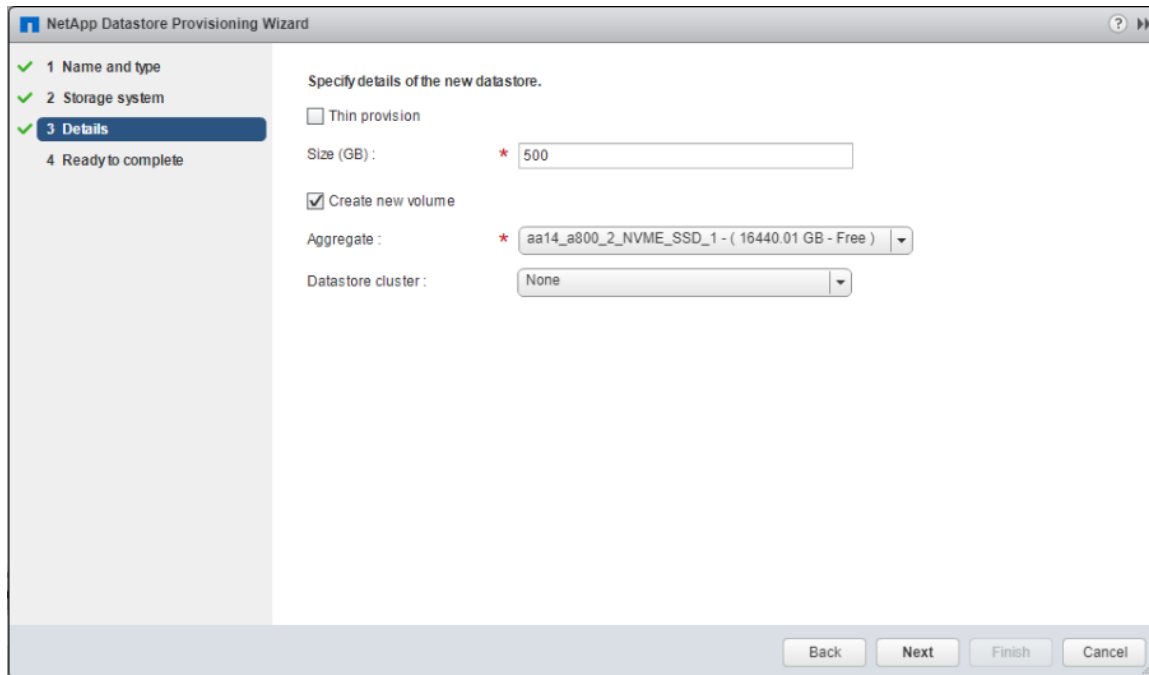 NetApp Datastore Provisioning Wizard
1 Name and type
2 Storage system
3 Details
4 Ready to complete
Specify details of the new datastore.
Thin provision
Size (GB) : * 500
Create new volume
Aggregate : * aa14_a800_2_NVME_SSD_1 - ( 16440.01 GB - Free )
Datastore cluster : None
Back Next Finish Cancel